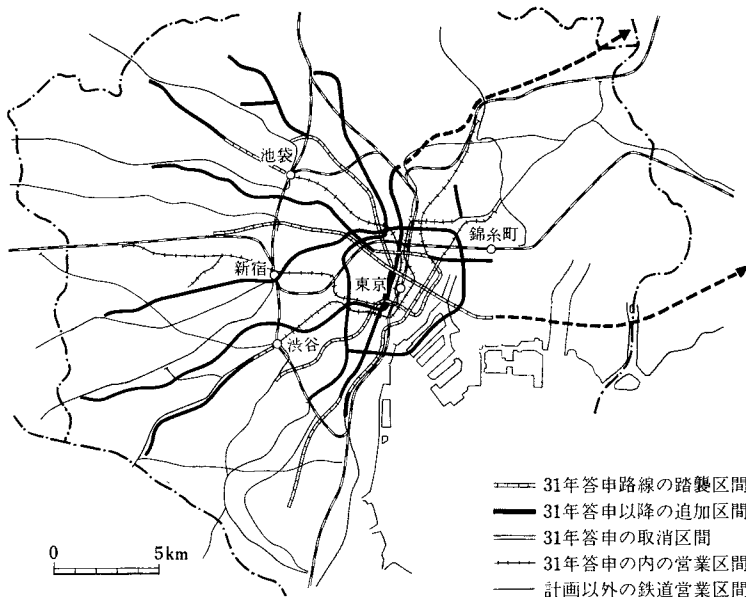 池袋
錦糸町
新宿
東京
渋谷
31年答申路線の踏襲区間
31年答申以降の追加区間
31年答申の取消区間
31年答申の内の営業区間
計画以外の鉄道営業区間
0 5km